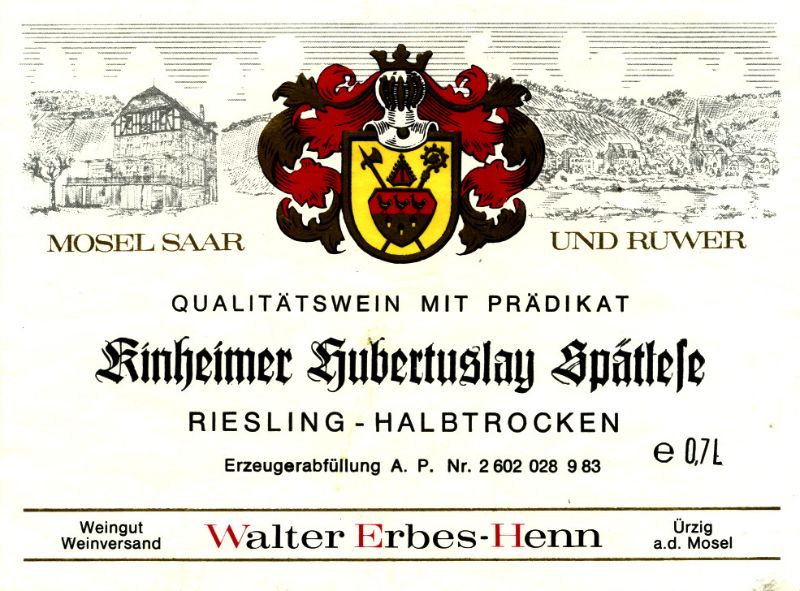 MOSEL SAAR UND RUWER
QUALITÄTSWEIN MIT PRÄDIKAT
Kinheimer Hubertuslay Spätleſe
RIESLING - HALBTROCKEN
e 0,7L
Erzeugerabfüllung A. P. Nr. 2 602 028 9 83
Weingut
Weinversand
Walter Erbes-Henn
Ürzig
a.d. Mosel